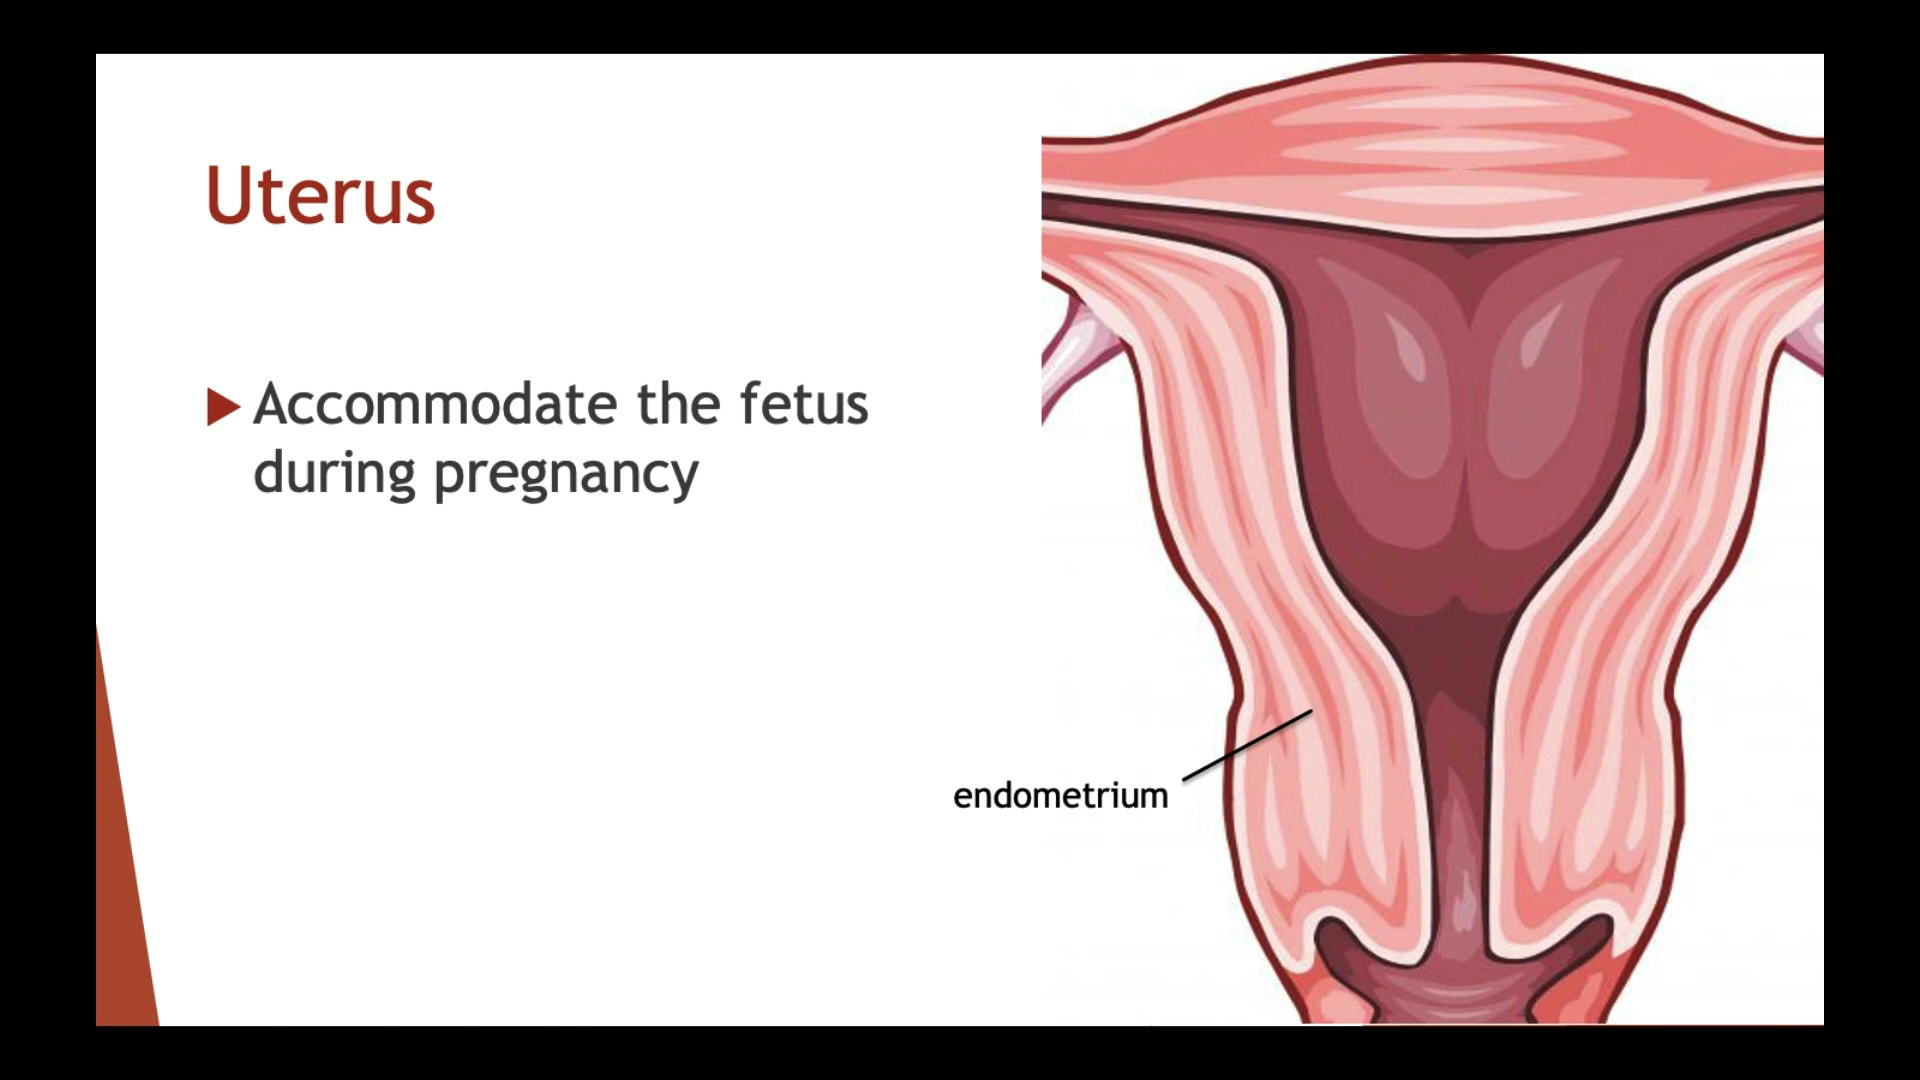 Uterus
Accommodate the fetus
during pregnancy
endometrium